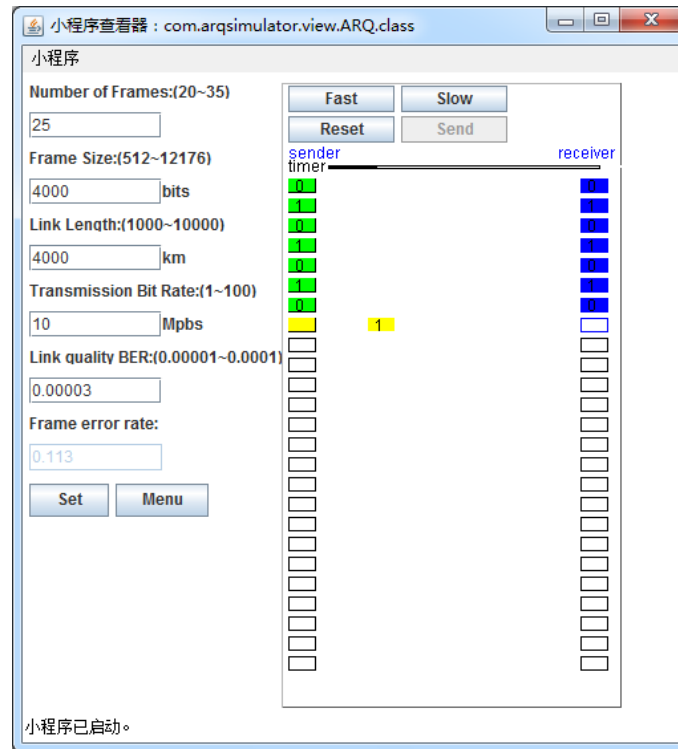 小程序查看器：com.arqsimulator.view.ARQ.class
小程序
Number of Frames:(20~35)
25
Frame Size:(512~12176)
4000 bits
Link Length:(1000~10000)
4000 km
Transmission Bit Rate:(1~100)
10 Mpbs
Link quality BER:(0.00001~0.0001)
0.00003
Frame error rate:
0.113
Set Menu
Fast Slow
Reset Send
sender receiver
timer
0 0
1 1
0 0
1 1
0 0
1 1
0 0
1
小程序已启动。